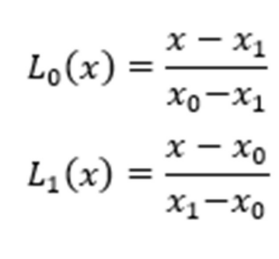 L₀(x) = (x − x₁)/(x₀−x₁)
L₁(x) = (x − x₀)/(x₁−x₀)